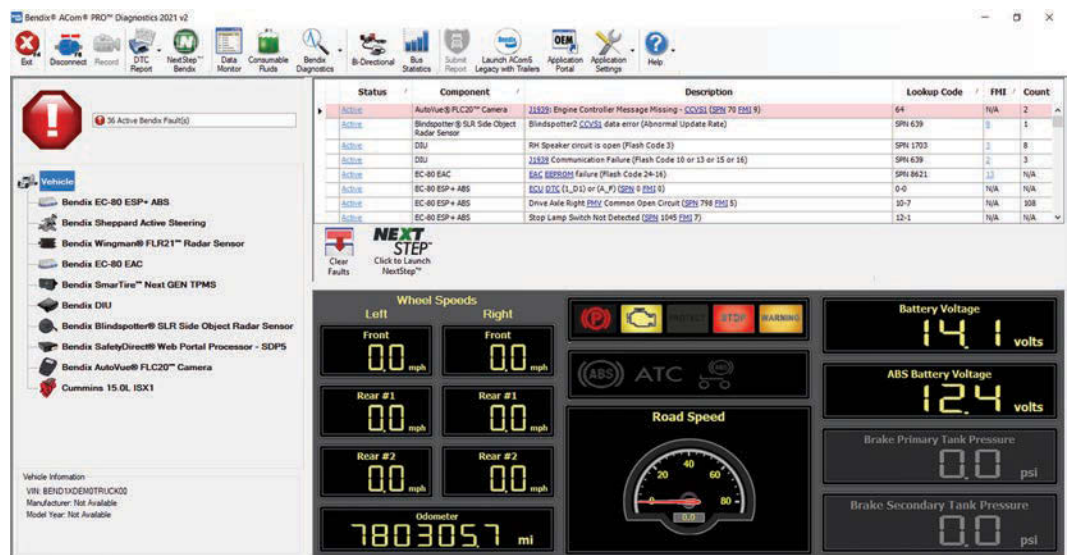 Bendix® ACom® PRO™ Diagnostics 2021 v2
Exit
F4
Disconnect
F6
Record
DTC Report
NextStep™ Bendix
Data Monitor
Consumable Fluids
Bendix Diagnostics
Bi-Directional
Bus Statistics
Submit Report
Launch ACom5 Legacy with Trailers
OEM
Application Portal
Application Settings
Help
36 Active Bendix Fault(s)
Vehicle
Bendix EC-80 ESP+ ABS
Bendix Sheppard Active Steering
Bendix Wingman® FLR21™ Radar Sensor
Bendix EC-80 EAC
Bendix SmarTire™ Next GEN TPMS
Bendix DIU
Bendix Blindspotter® SLR Side Object Radar Sensor
Bendix SafetyDirect® Web Portal Processor - SDP5
Bendix AutoVue® FLC20™ Camera
Cummins 15.0L ISX1
Vehicle Information
VIN: BEND1XDEMOTRUCK00
Manufacturer: Not Available
Model Year: Not Available
Status Component Description Lookup Code FMI Count
Active AutoVue® FLC20™ Camera J1939: Engine Controller Message Missing - CCVS1 (SPN 70 FMI 9) 64 N/A 2
Active Blindspotter® SLR Side Object Radar Sensor Blindspotter2 CCVS1 data error (Abnormal Update Rate) SPN 639 1
Active DIU RH Speaker circuit is open (Flash Code 3) SPN 1703 3 8
Active DIU J1939 Communication Failure (Flash Code 10 or 13 or 15 or 16) SPN 639 2 3
Active EC-80 EAC EAC EEPROM failure (Flash Code 24-16) SPN 8621 13 N/A
Active EC-80 ESP+ ABS ECU DTC (1_D1) or (A_F) (SPN 0 FMI 0) 0-0 N/A N/A
Active EC-80 ESP+ ABS Drive Axle Right PMV Common Open Circuit (SPN 798 FMI 5) 10-7 N/A 108
Active EC-80 ESP+ ABS Stop Lamp Switch Not Detected (SPN 1045 FMI 7) 12-1 N/A N/A
Clear Faults
NEXT STEP™
Click to Launch NextStep™
Wheel Speeds
Left Right
Front Front
0.0 mph 0.0 mph
Rear #1 Rear #1
0.0 mph 0.0 mph
Rear #2 Rear #2
0.0 mph 0.0 mph
Odometer
780305.7 mi
P
PROTECT
STOP
WARNING
ABS
ATC
Road Speed
0 20 40 60 80
0.0
Battery Voltage
14.1 volts
ABS Battery Voltage
12.4 volts
Brake Primary Tank Pressure
0.0 psi
Brake Secondary Tank Pressure
0.0 psi